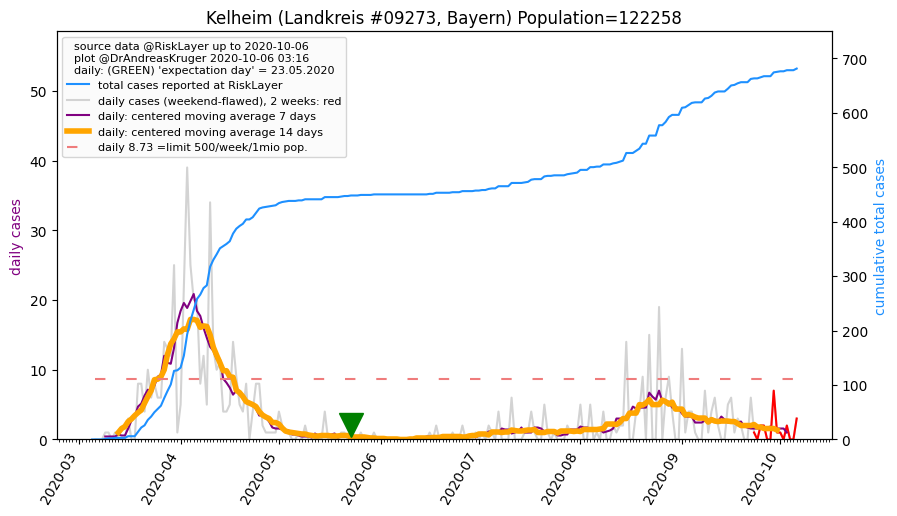 Kelheim (Landkreis #09273, Bayern) Population=122258
source data @RiskLayer up to 2020-10-06
plot @DrAndreasKruger 2020-10-06 03:16
daily: (GREEN) 'expectation day' = 23.05.2020
total cases reported at RiskLayer
daily cases (weekend-flawed), 2 weeks: red
daily: centered moving average 7 days
daily: centered moving average 14 days
daily 8.73 =limit 500/week/1mio pop.
daily cases
50
40
30
20
10
0
cumulative total cases
700
600
500
400
300
200
100
0
2020-03
2020-04
2020-05
2020-06
2020-07
2020-08
2020-09
2020-10